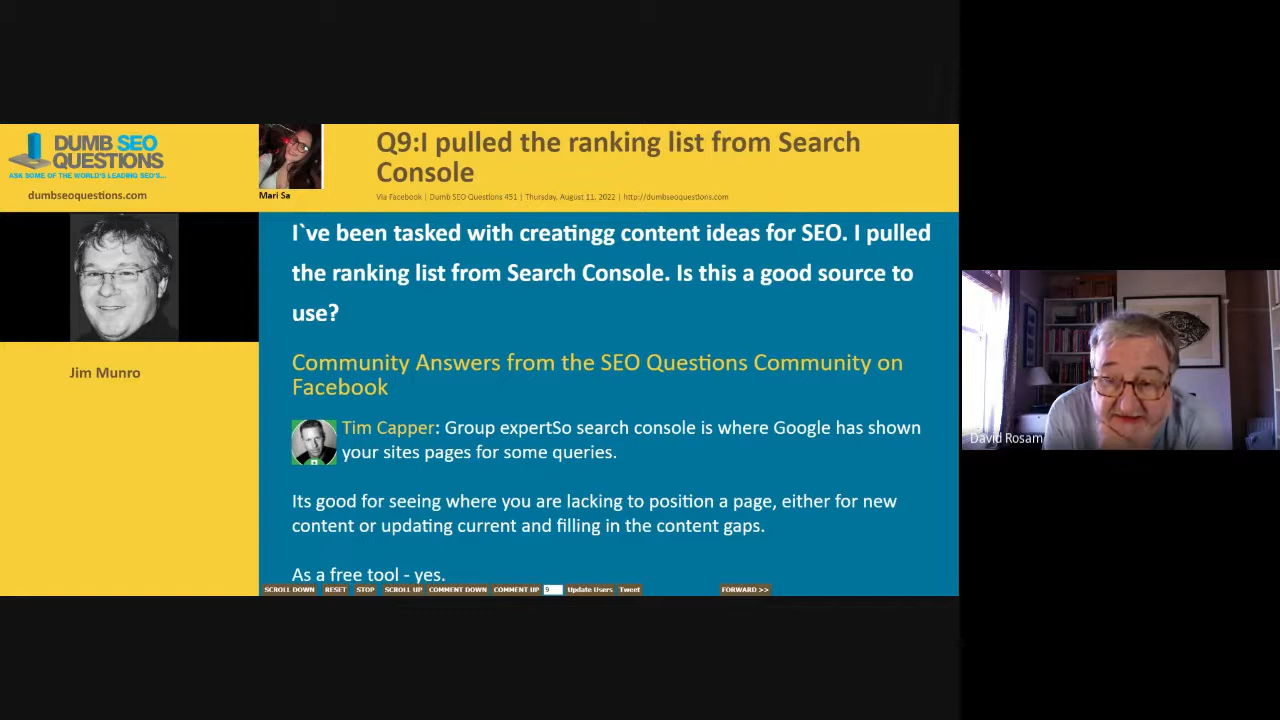 DUMB SEO
QUESTIONS
ASK SOME OF THE WORLD'S LEADING SEO'S...
dumbseoquestions.com
Mari Sa
Q9:I pulled the ranking list from Search
Console
Via Facebook | Dumb SEO Questions 451 | Thursday, August 11, 2022 | http://dumbseoquestions.com
Jim Munro
I`ve been tasked with creatingg content ideas for SEO. I pulled
the ranking list from Search Console. Is this a good source to
use?
Community Answers from the SEO Questions Community on
Facebook
Tim Capper: Group expertSo search console is where Google has shown
your sites pages for some queries.
Its good for seeing where you are lacking to position a page, either for new
content or updating current and filling in the content gaps.
As a free tool - yes.
SCROLL DOWN RESET STOP SCROLL UP COMMENT DOWN COMMENT UP 9 Update Users Tweet FORWARD >>
David Rosam